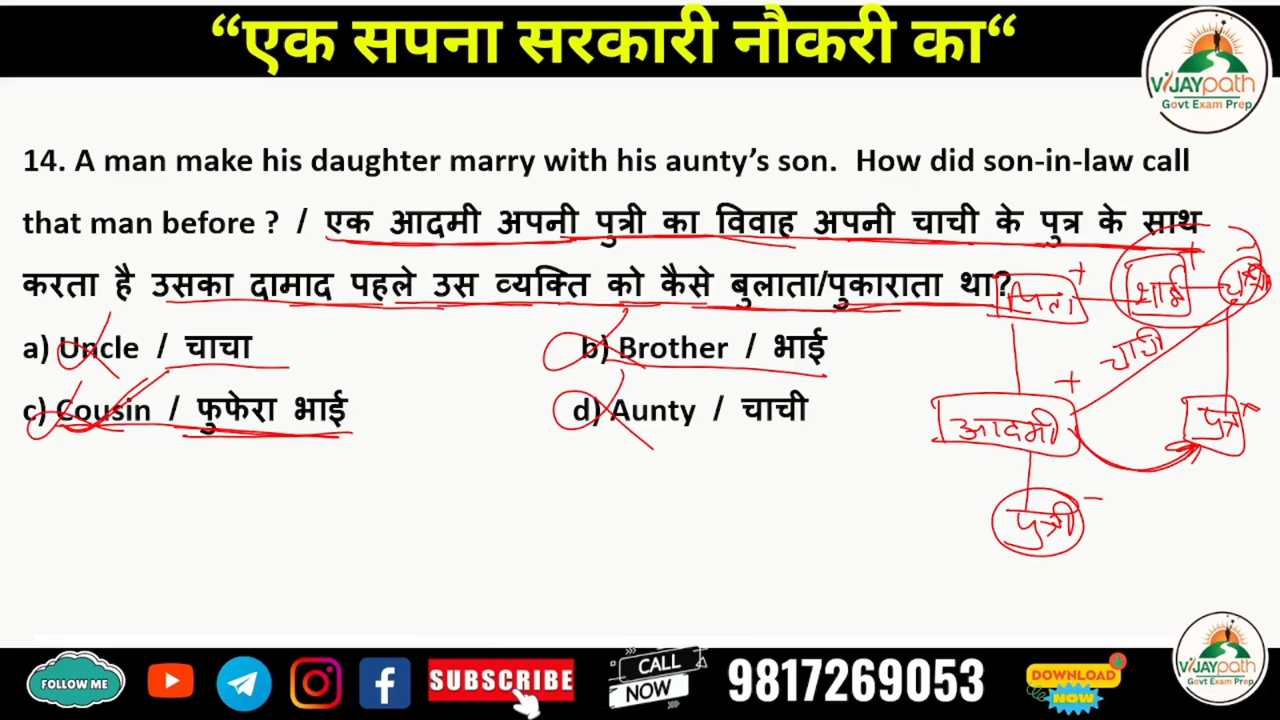 “एक सपना सरकारी नौकरी का“
ViJAYpath
Govt Exam Prep
14. A man make his daughter marry with his aunty’s son. How did son-in-law call
that man before ? / एक आदमी अपनी पुत्री का विवाह अपनी चाची के पुत्र के साथ
करता है उसका दामाद पहले उस व्यक्ति को कैसे बुलाता/पुकाराता था?
a) Uncle / चाचा
b) Brother / भाई
c) Cousin / फुफेरा भाई
d) Aunty / चाची
पिता
भाई
चाची
आदमी
पुत्र
पुत्री
FOLLOW ME
SUBSCRIBE
CALL
NOW
9817269053
DOWNLOAD
NOW
ViJAYpath
Govt Exam Prep